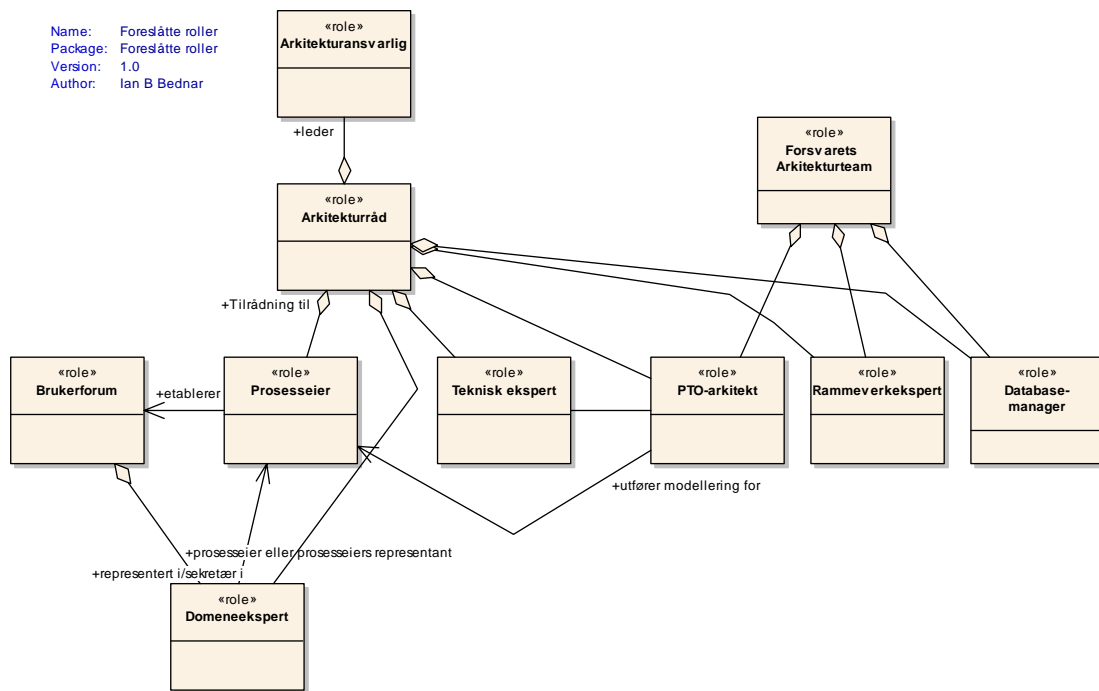 Name: Foreslåtte roller
Package: Foreslåtte roller
Version: 1.0
Author: Ian B Bednar
«role»
Arkitekturansvarlig
+leder
«role»
Forsvarets
Arkitekturteam
«role»
Arkitekturråd
+Tilrådning til
«role»
Brukerforum
+etablerer
«role»
Prosesseier
«role»
Teknisk ekspert
«role»
PTO-arkitekt
«role»
Rammeverkekspert
«role»
Database-
manager
+utfører modellering for
+prosesseier eller prosesseiers representant
+representert i/sekretær i
«role»
Domeneekspert